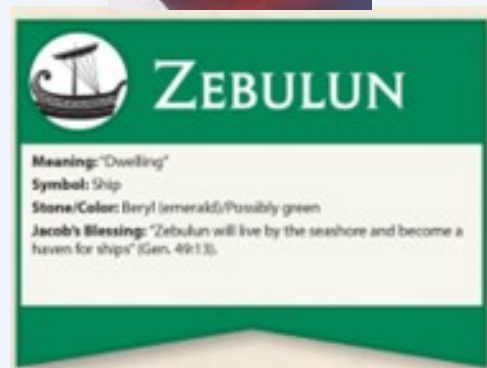 ZEBULUN
Meaning: "Dwelling"
Symbol: Ship
Stone/Color: Beryl (emerald)/Possibly green
Jacob's Blessing: "Zebulun will live by the seashore and become a
haven for ships" (Gen. 49:13).